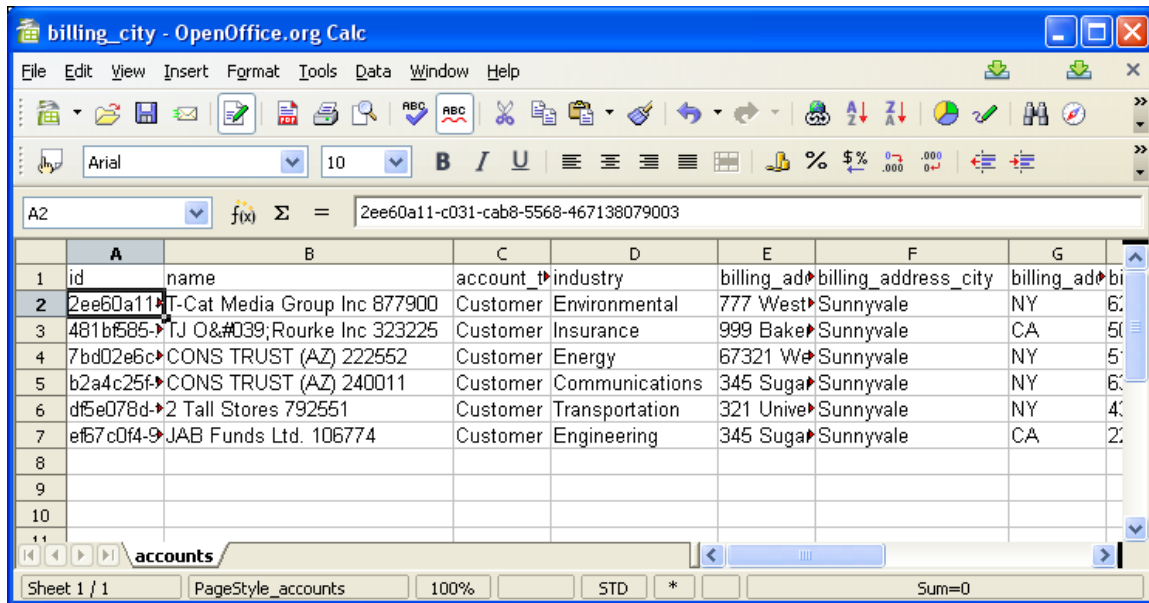 billing_city - OpenOffice.org Calc
File Edit View Insert Format Tools Data Window Help
Arial 10 B I U
A2 f(x) Σ = 2ee60a11-c031-cab8-5568-467138079003
A B C D E F G
1 id name account_t industry billing_add billing_address_city billing_add bi
2 2ee60a11- T-Cat Media Group Inc 877900 Customer Environmental 777 West Sunnyvale NY 62
3 481bf585- TJ O&#039;Rourke Inc 323225 Customer Insurance 999 Baker Sunnyvale CA 50
4 7bd02e6c- CONS TRUST (AZ) 222552 Customer Energy 67321 We Sunnyvale NY 51
5 b2a4c25f- CONS TRUST (AZ) 240011 Customer Communications 345 Sugar Sunnyvale NY 63
6 df5e078d- 2 Tall Stores 792551 Customer Transportation 321 Unive Sunnyvale NY 43
7 ef67c0f4-9 JAB Funds Ltd. 106774 Customer Engineering 345 Sugar Sunnyvale CA 22
8
9
10
11
accounts
Sheet 1 / 1 PageStyle_accounts 100% STD * Sum=0